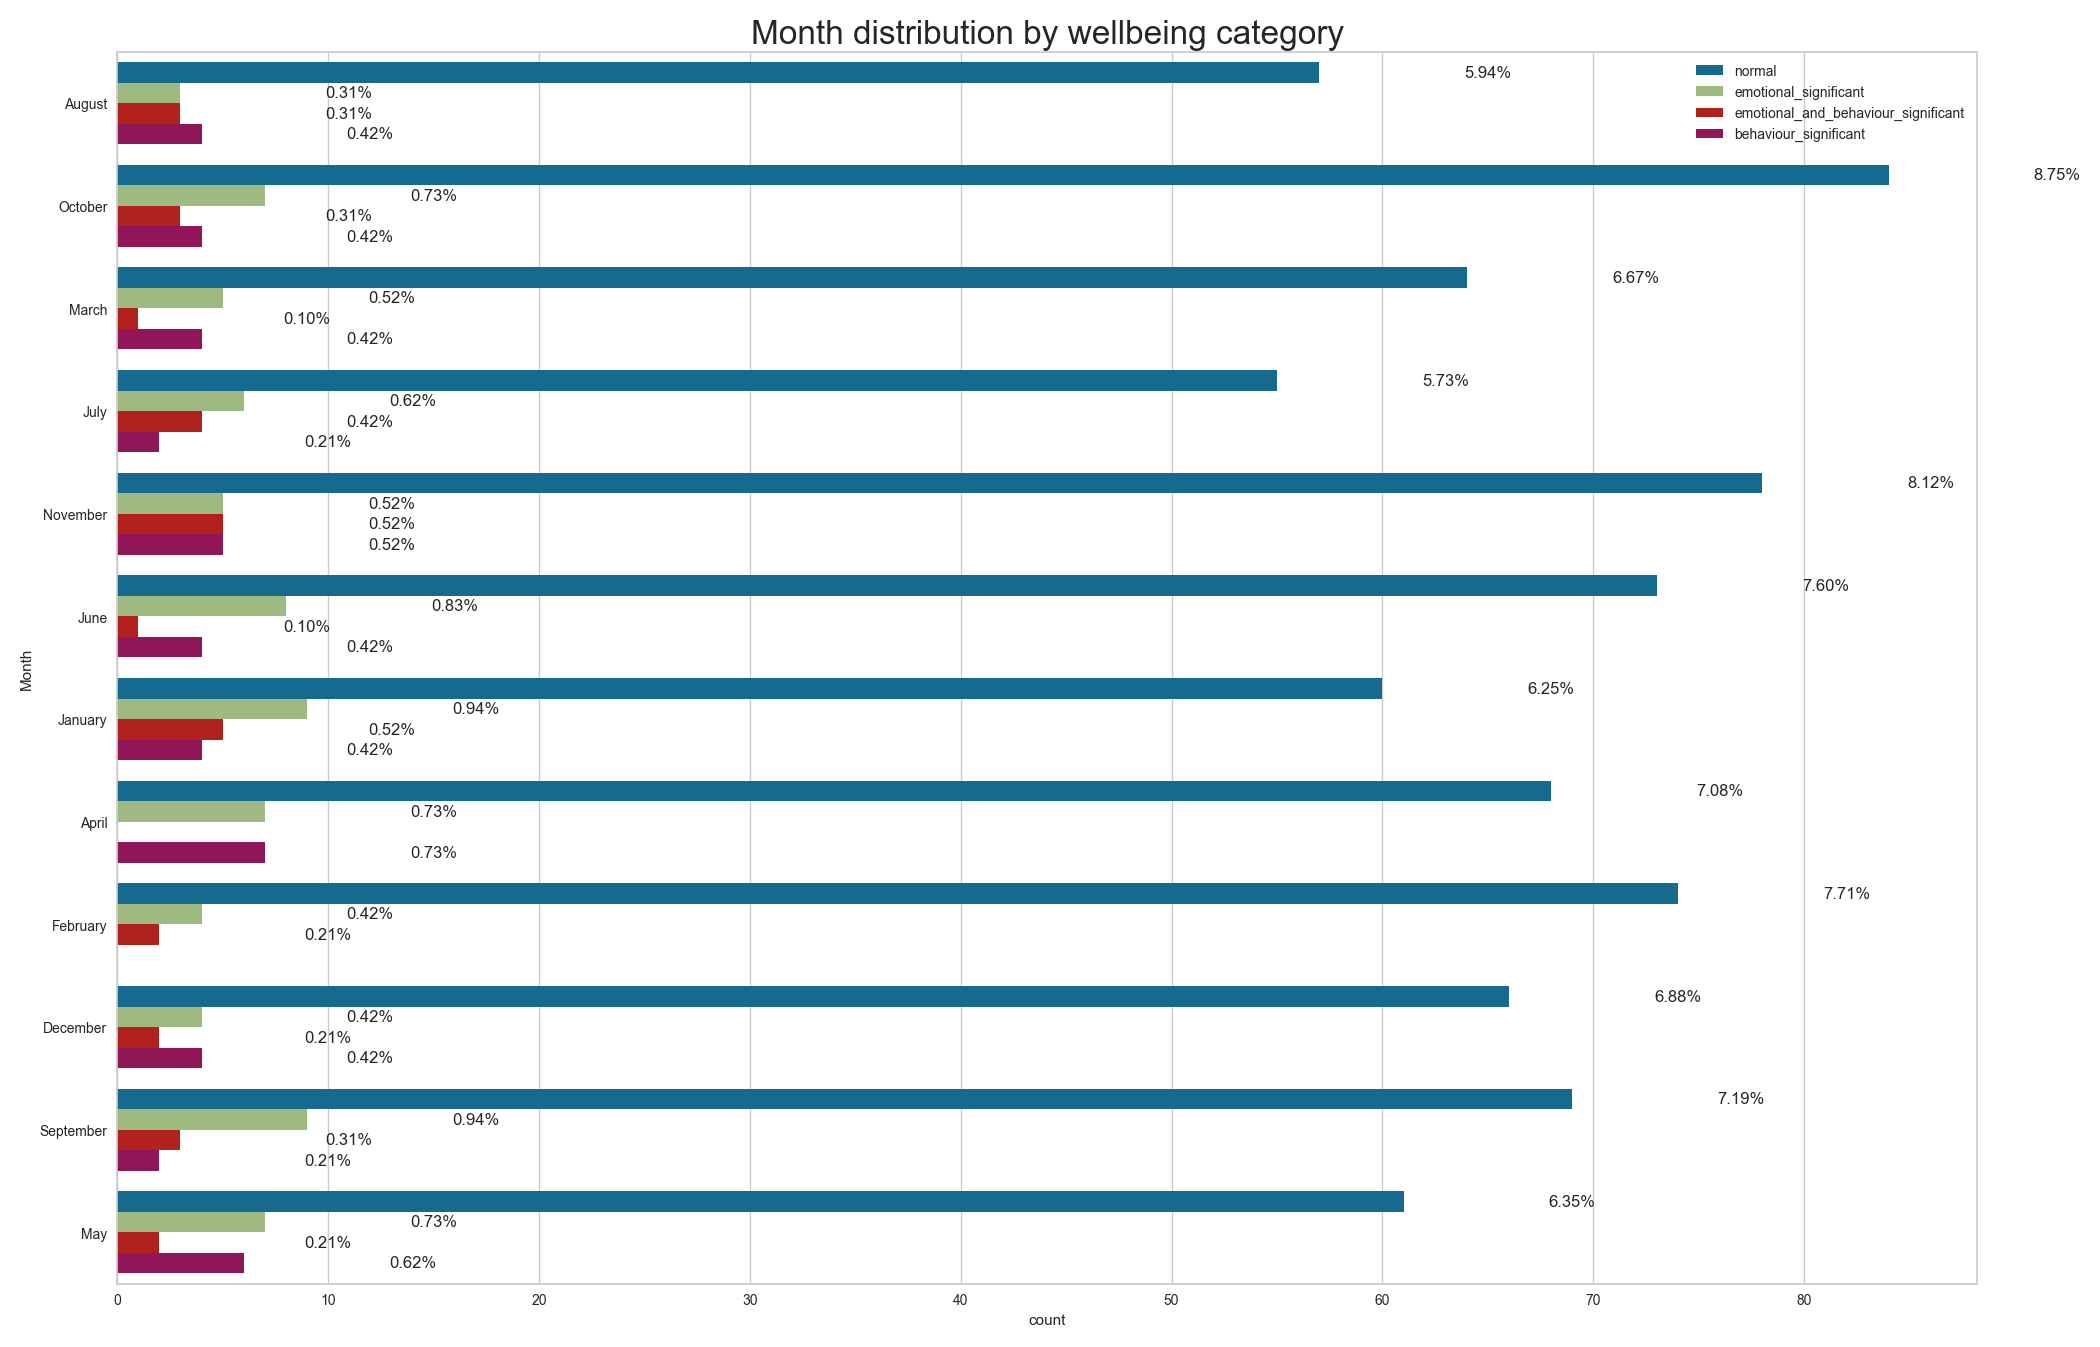 Month distribution by wellbeing category
normal
emotional_significant
emotional_and_behaviour_significant
behaviour_significant
Month
August
5.94%
0.31%
0.31%
0.42%
October
8.75%
0.73%
0.31%
0.42%
March
6.67%
0.52%
0.10%
0.42%
July
5.73%
0.62%
0.42%
0.21%
November
8.12%
0.52%
0.52%
0.52%
June
7.60%
0.83%
0.10%
0.42%
January
6.25%
0.94%
0.52%
0.42%
April
7.08%
0.73%
0.73%
February
7.71%
0.42%
0.21%
December
6.88%
0.42%
0.21%
0.42%
September
7.19%
0.94%
0.31%
0.21%
May
6.35%
0.73%
0.21%
0.62%
0 10 20 30 40 50 60 70 80
count